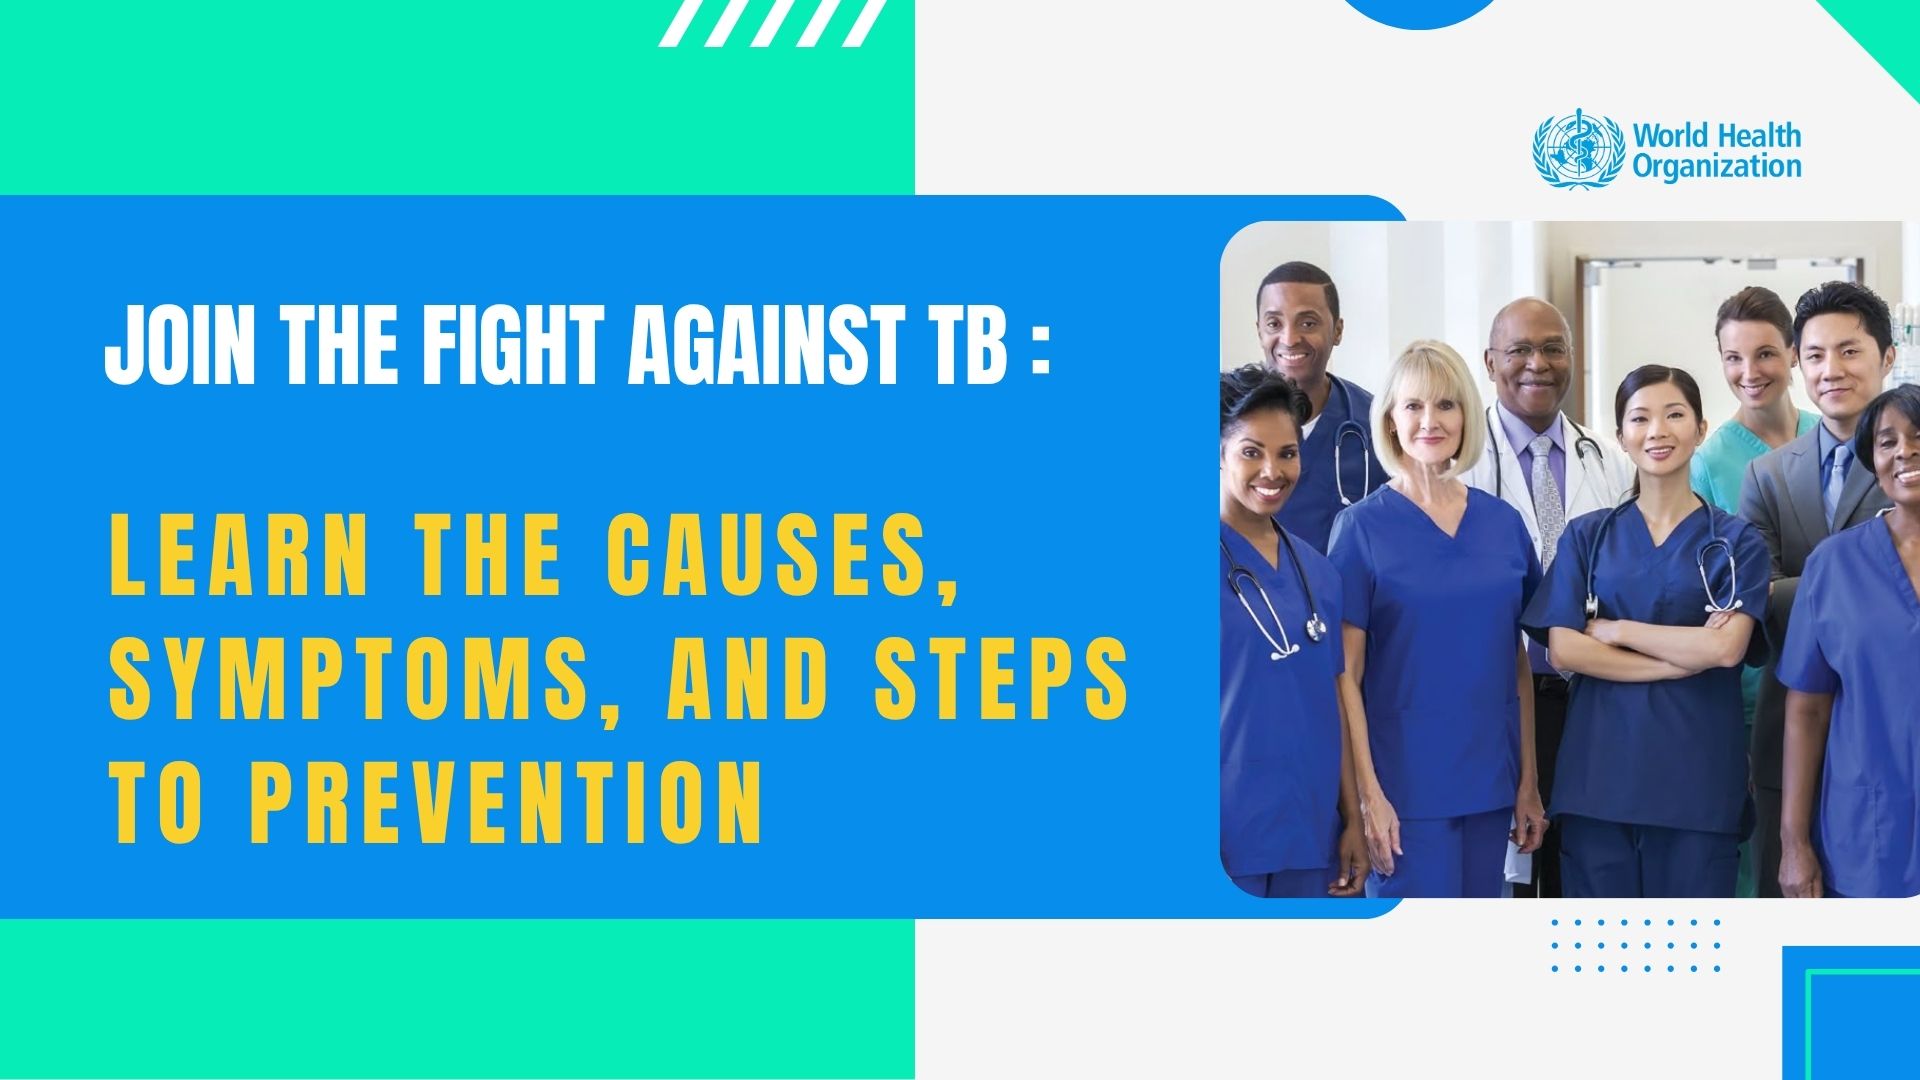 World Health
Organization
JOIN THE FIGHT AGAINST TB :
LEARN THE CAUSES,
SYMPTOMS, AND STEPS
TO PREVENTION